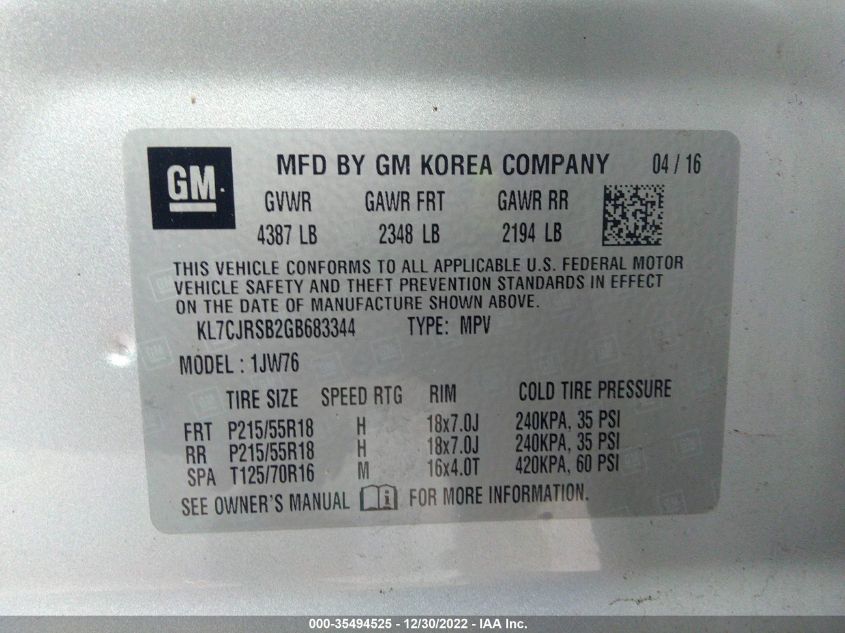 GM MFD BY GM KOREA COMPANY 04 / 16
GVWR GAWR FRT GAWR RR
4387 LB 2348 LB 2194 LB
THIS VEHICLE CONFORMS TO ALL APPLICABLE U.S. FEDERAL MOTOR
VEHICLE SAFETY AND THEFT PREVENTION STANDARDS IN EFFECT
ON THE DATE OF MANUFACTURE SHOWN ABOVE.
KL7CJRSB2GB683344 TYPE: MPV
MODEL : 1JW76
TIRE SIZE SPEED RTG RIM COLD TIRE PRESSURE
FRT P215/55R18 H 18x7.0J 240KPA, 35 PSI
RR P215/55R18 H 18x7.0J 240KPA, 35 PSI
SPA T125/70R16 M 16x4.0T 420KPA, 60 PSI
SEE OWNER'S MANUAL FOR MORE INFORMATION.
000-35494525 - 12/30/2022 - IAA Inc.